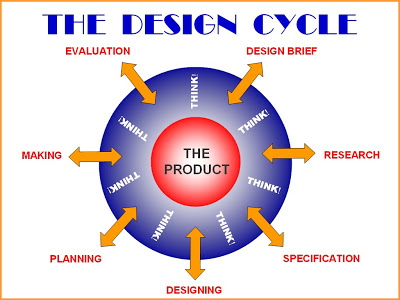 THE DESIGN CYCLE
EVALUATION
DESIGN BRIEF
THINK!
THINK!
THINK!
MAKING
THE
PRODUCT
RESEARCH
THINK!
THINK!
THINK!
THINK!
PLANNING
SPECIFICATION
DESIGNING